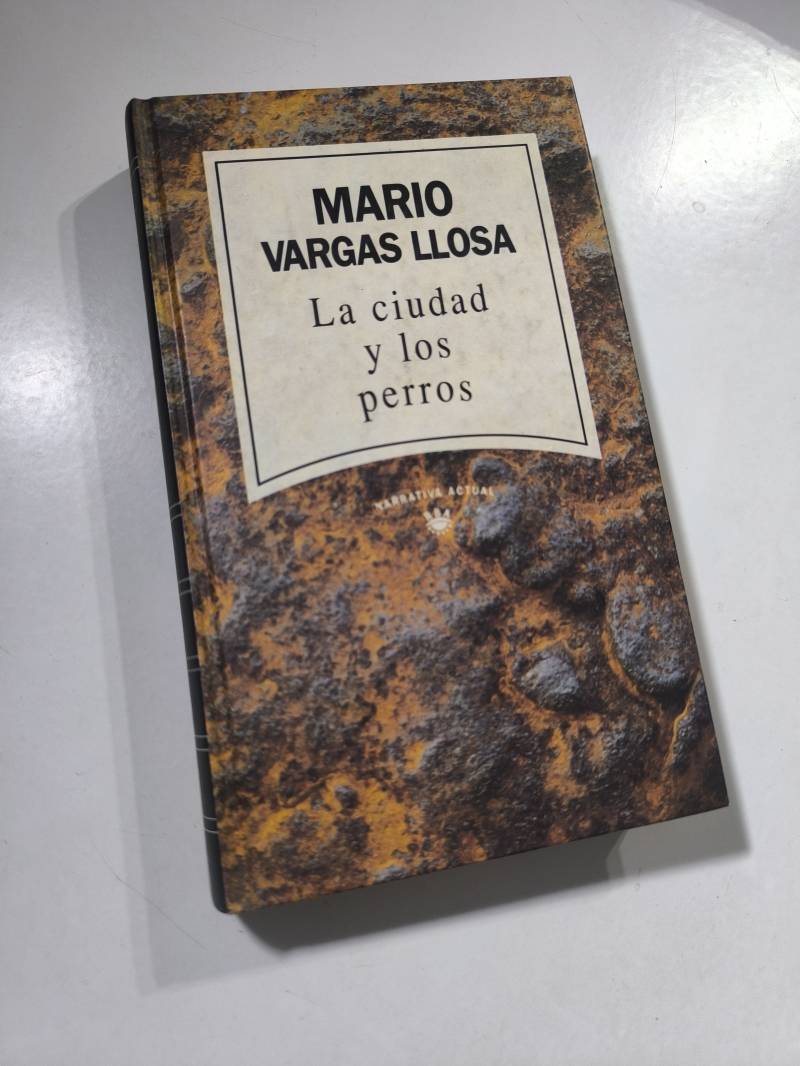 MARIO
VARGAS LLOSA
La ciudad
y los
perros
NARRATIVA ACTUAL